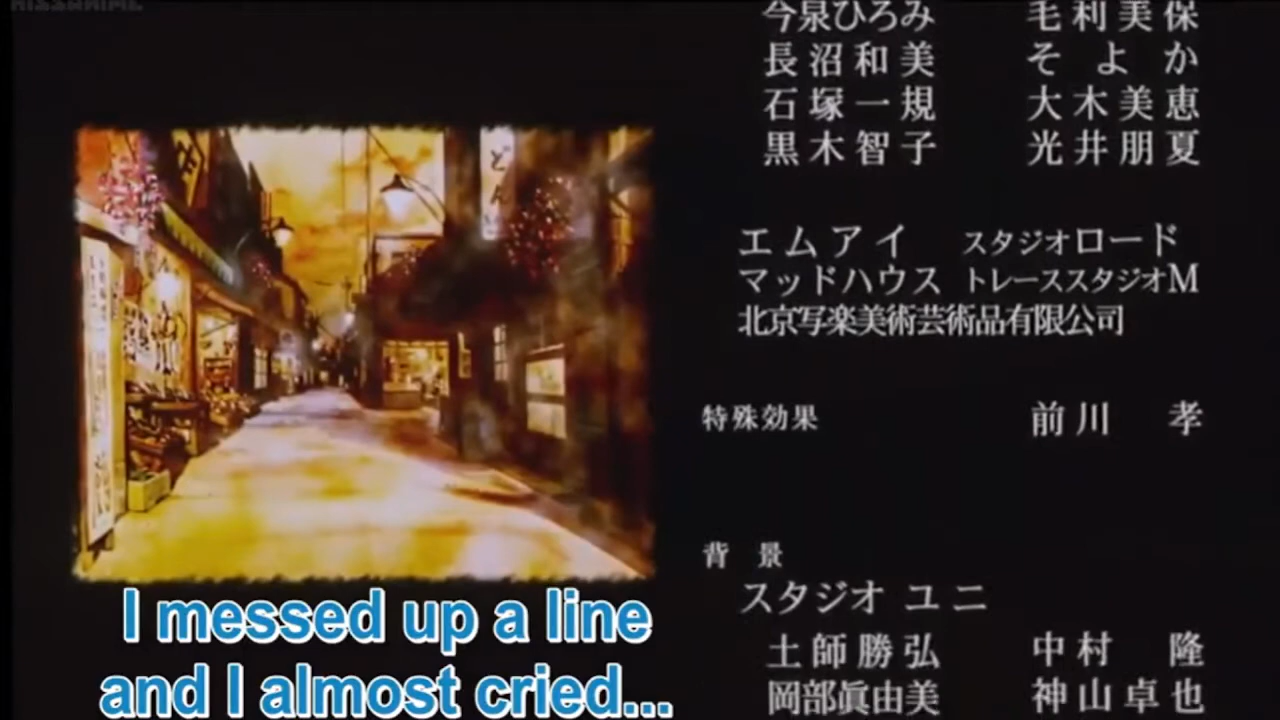 KISSANIME.
今泉ひろみ 毛利美保
長沼和美 そよか
石塚一規 大木美恵
黒木智子 光井朋夏
エムアイ スタジオロード
マッドハウス トレーススタジオM
北京写楽美術芸術品有限公司
特殊効果 前川 孝
背 景
スタジオ ユニ
土師勝弘 中村 隆
岡部眞由美 神山卓也
どん
I messed up a line
and I almost cried...